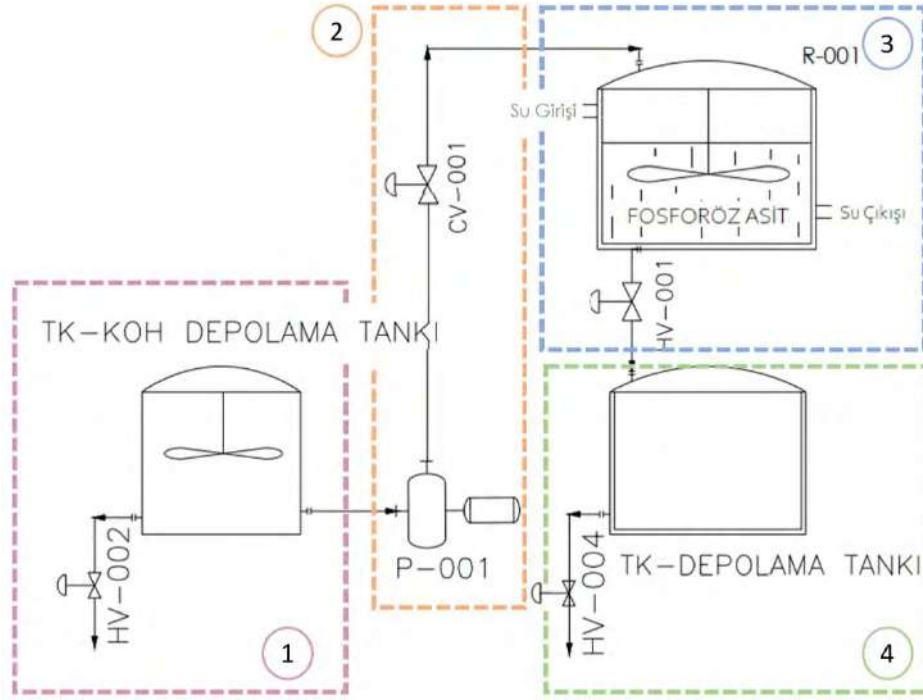 2
3
R-001
Su Girişi
CV-001
FOSFORÖZ ASİT
Su Çıkışı
HV-001
TK-KOH DEPOLAMA TANKI
P-001
HV-002
HV-004
TK-DEPOLAMA TANKI
1
4